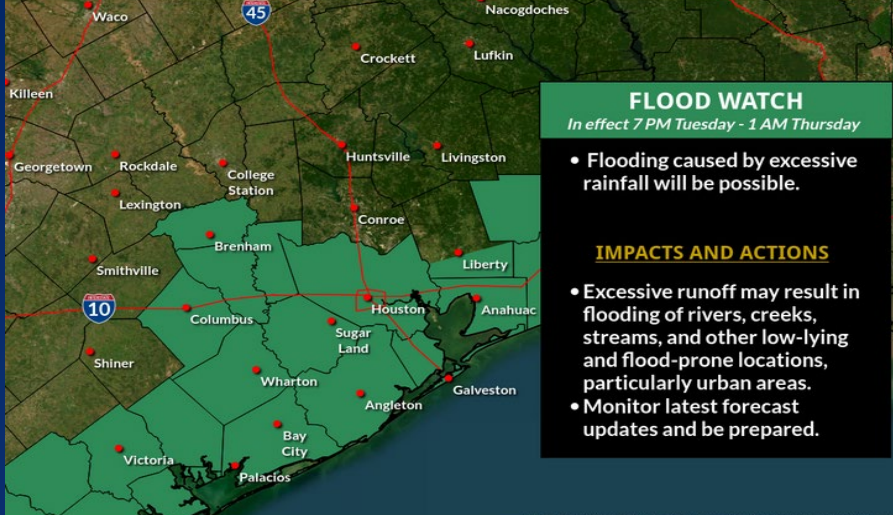 Waco
45
Nacogdoches
Crockett
Lufkin
Killeen
Georgetown
Rockdale
College
Station
Huntsville
Livingston
Lexington
Conroe
Brenham
Smithville
Liberty
10
Columbus
Houston
Anahuac
Sugar
Land
Shiner
Wharton
Angleton
Galveston
Bay
City
Victoria
Palacios
FLOOD WATCH
In effect 7 PM Tuesday - 1 AM Thursday
• Flooding caused by excessive
rainfall will be possible.
IMPACTS AND ACTIONS
• Excessive runoff may result in
flooding of rivers, creeks,
streams, and other low-lying
and flood-prone locations,
particularly urban areas.
• Monitor latest forecast
updates and be prepared.